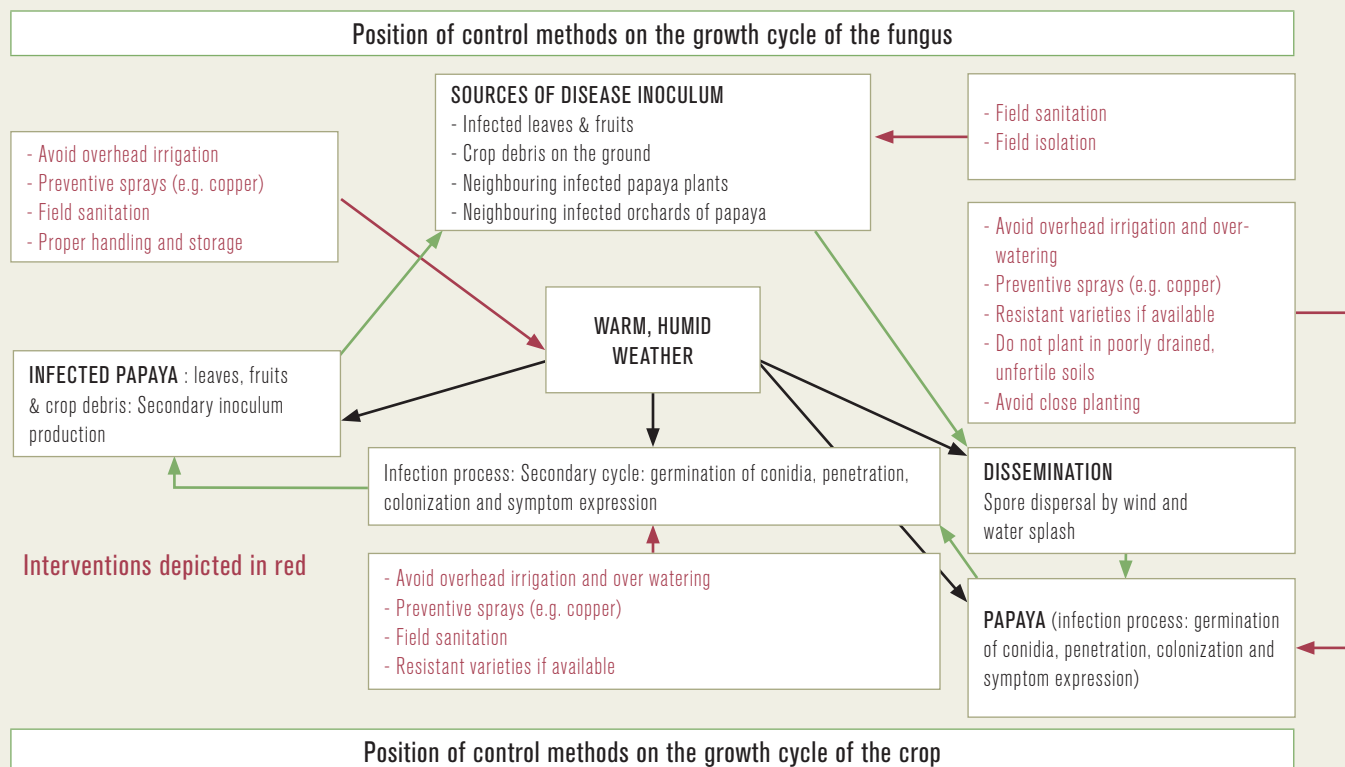 Position of control methods on the growth cycle of the fungus
SOURCES OF DISEASE INOCULUM
- Infected leaves & fruits
- Crop debris on the ground
- Neighbouring infected papaya plants
- Neighbouring infected orchards of papaya
- Field sanitation
- Field isolation
- Avoid overhead irrigation
- Preventive sprays (e.g. copper)
- Field sanitation
- Proper handling and storage
- Avoid overhead irrigation and over-
watering
- Preventive sprays (e.g. copper)
- Resistant varieties if available
- Do not plant in poorly drained,
unfertile soils
- Avoid close planting
WARM, HUMID
WEATHER
INFECTED PAPAYA : leaves, fruits
& crop debris: Secondary inoculum
production
Infection process: Secondary cycle: germination of conidia, penetration,
colonization and symptom expression
DISSEMINATION
Spore dispersal by wind and
water splash
Interventions depicted in red
- Avoid overhead irrigation and over watering
- Preventive sprays (e.g. copper)
- Field sanitation
- Resistant varieties if available
PAPAYA (infection process: germination
of conidia, penetration, colonization and
symptom expression)
Position of control methods on the growth cycle of the crop